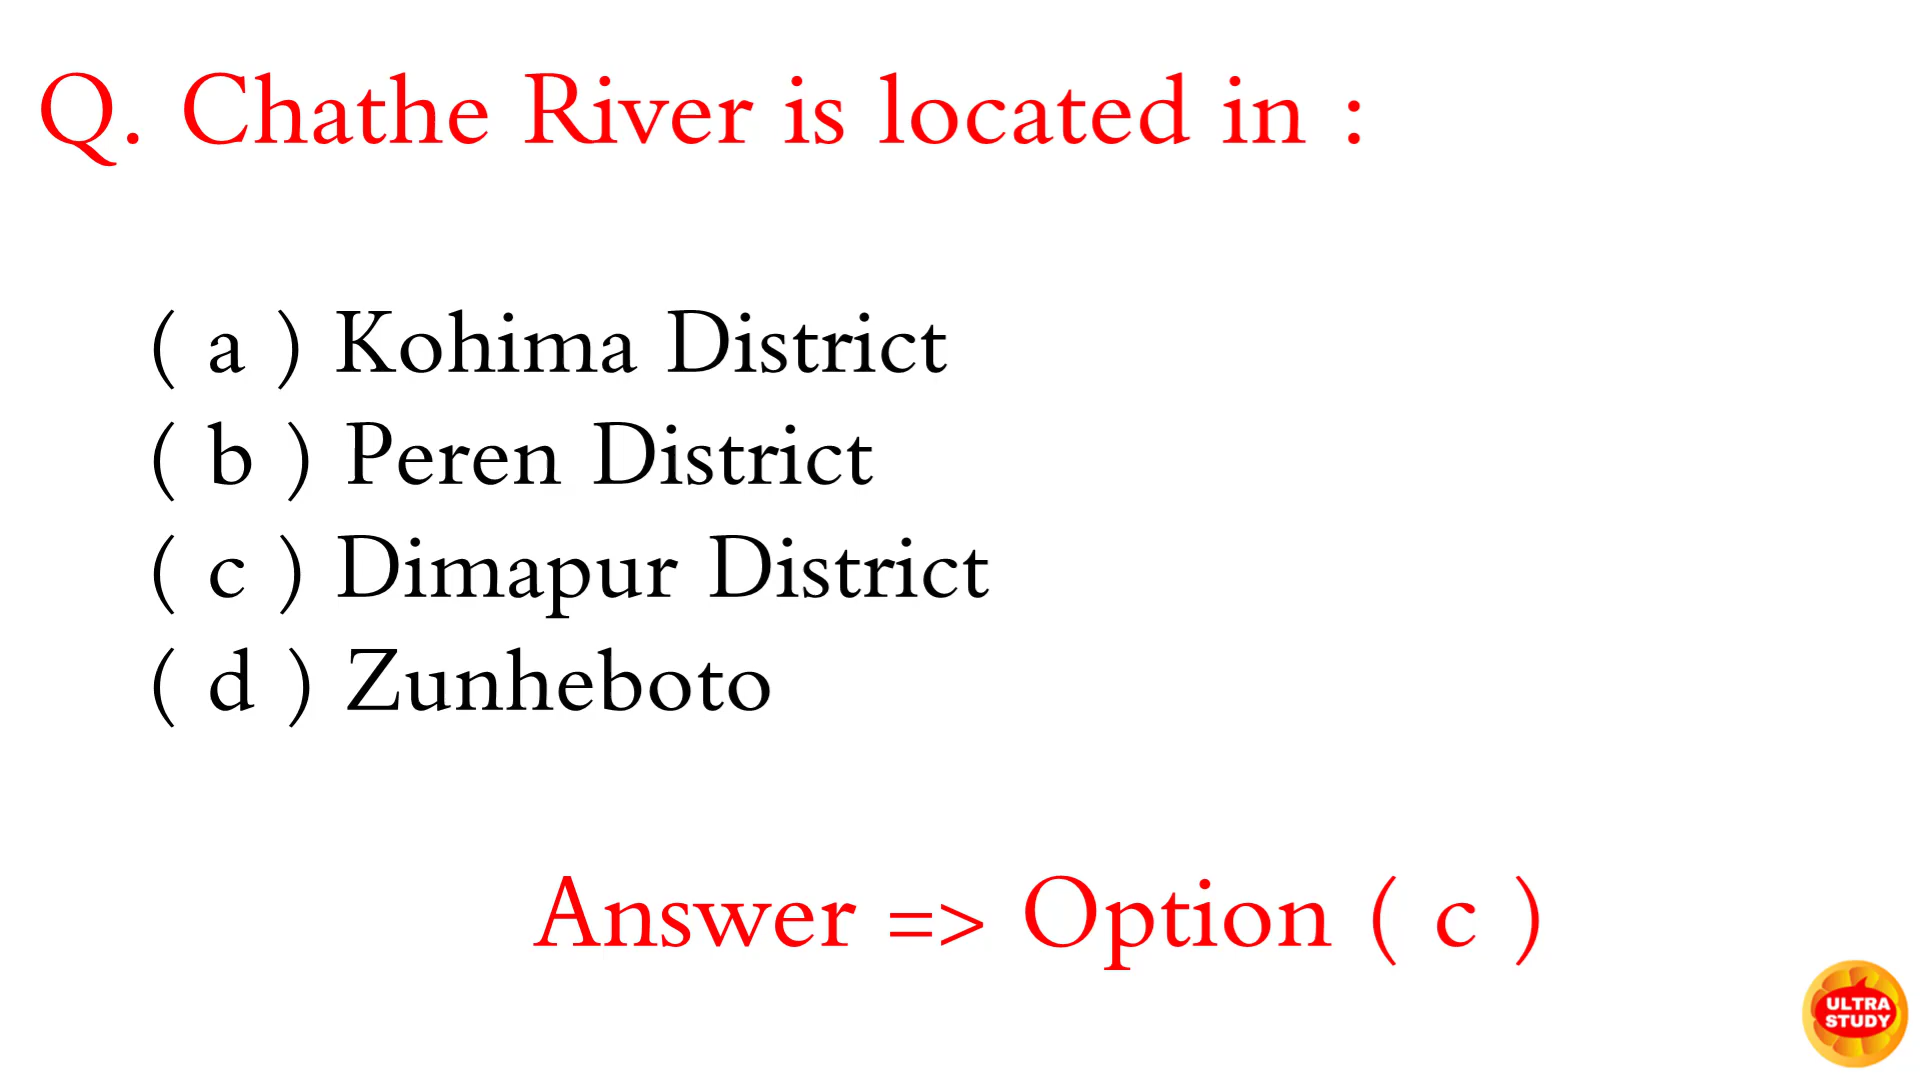 Q. Chathe River is located in :
( a ) Kohima District
( b ) Peren District
( c ) Dimapur District
( d ) Zunheboto
Answer => Option ( c )
ULTRA
STUDY